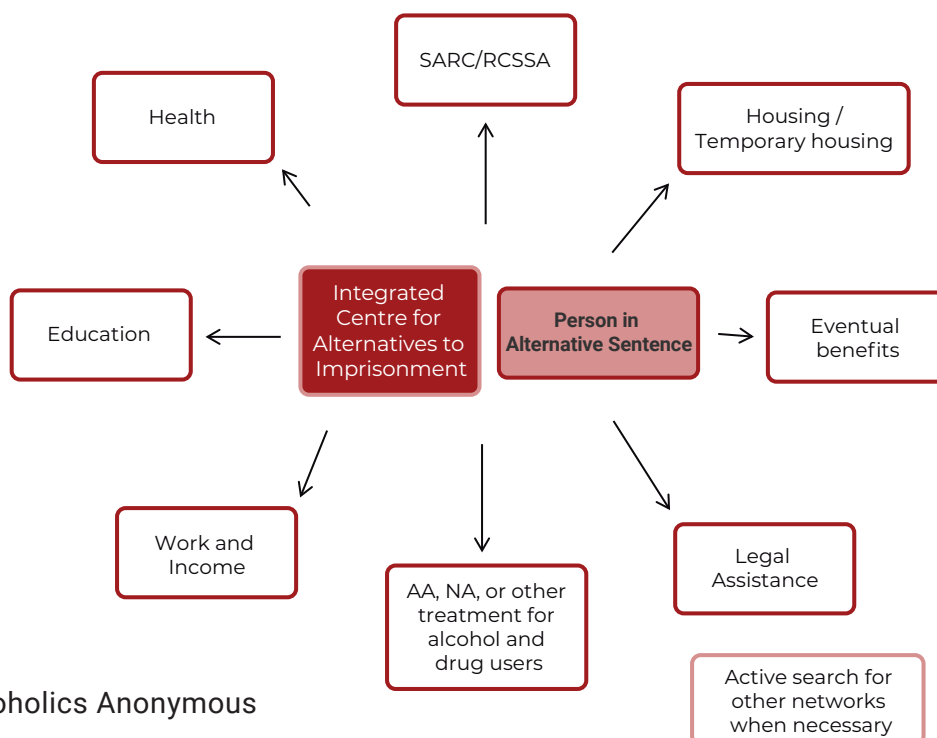 SARC/RCSSA
Health
Housing /
Temporary housing
Integrated
Centre for
Alternatives to
Imprisonment
Person in
Alternative Sentence
Education
Eventual
benefits
Work and
Income
AA, NA, or other
treatment for
alcohol and
drug users
Legal
Assistance
Active search for
other networks
when necessary
Anonymous